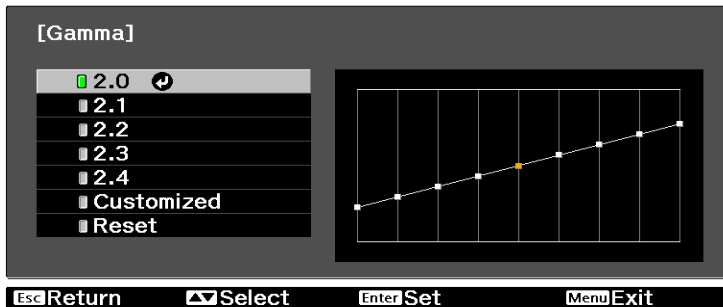 [Gamma]
2.0
2.1
2.2
2.3
2.4
Customized
Reset
Esc Return Select Enter Set Menu Exit